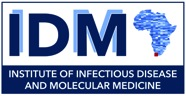 IDM
INSTITUTE OF INFECTIOUS DISEASE
AND MOLECULAR MEDICINE